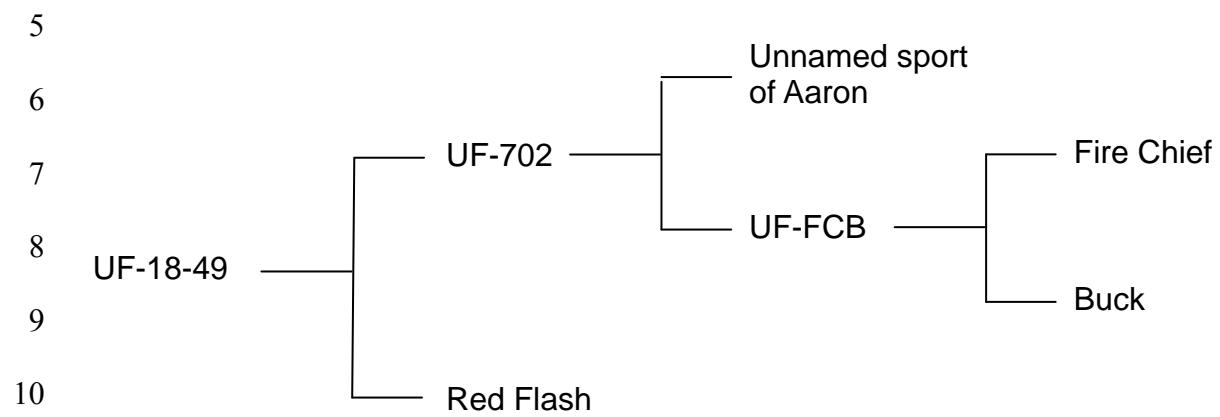 5
Unnamed sport
of Aaron
6
UF-702
Fire Chief
7
UF-FCB
8
UF-18-49
Buck
9
10
Red Flash